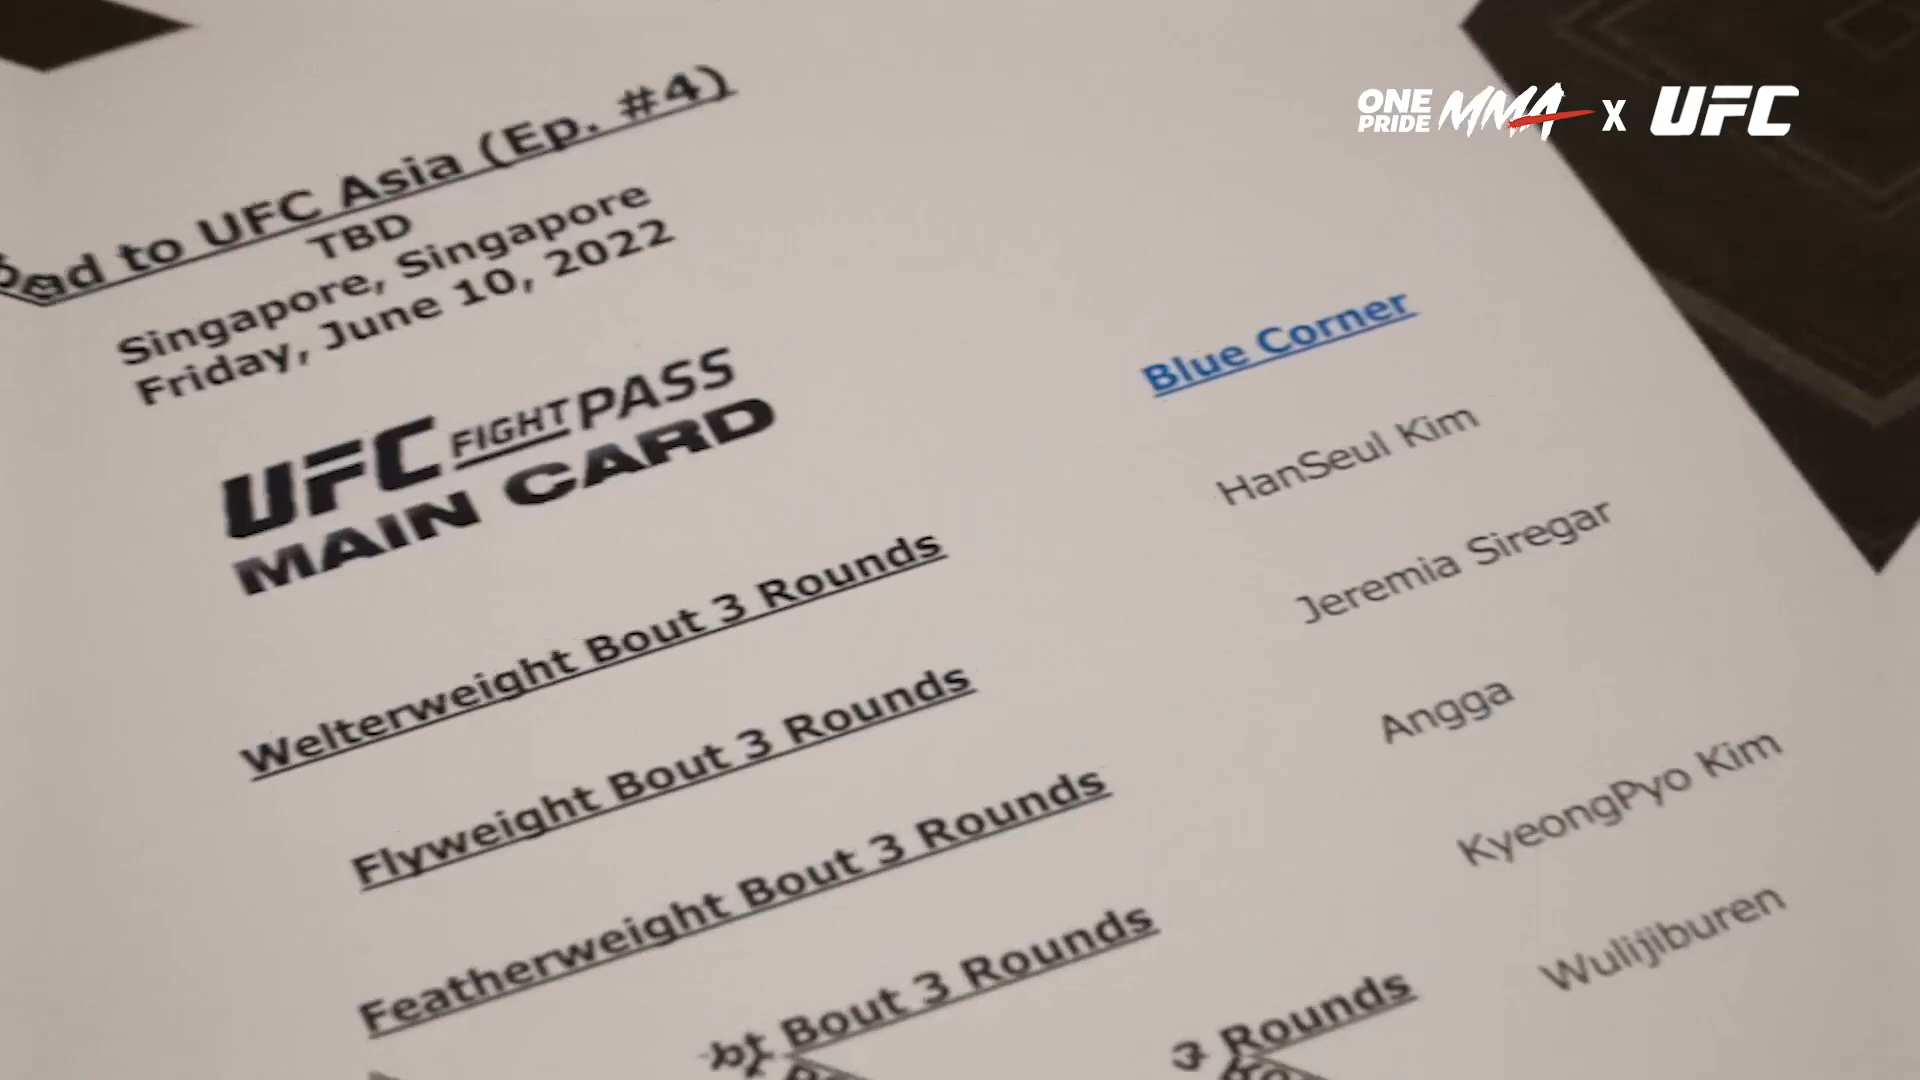 ONE PRIDE MMA X UFC
to UFC Asia (Ep. #4)
TBD
Singapore, Singapore
Friday, June 10, 2022
UFC FIGHT PASS
MAIN CARD
Blue Corner
Welterweight Bout 3 Rounds
HanSeul Kim
Flyweight Bout 3 Rounds
Jeremia Siregar
Featherweight Bout 3 Rounds
Angga
Bout 3 Rounds
KyeongPyo Kim
3 Rounds
Wulijiburen